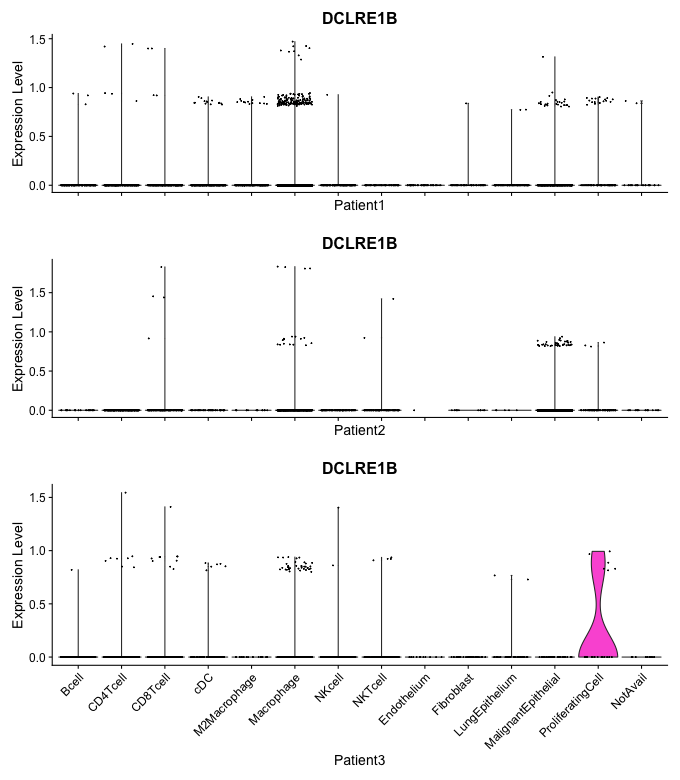 DCLRE1B
Expression Level
1.5
1.0
0.5
0.0
Patient1
DCLRE1B
Expression Level
1.5
1.0
0.5
0.0
Patient2
DCLRE1B
Expression Level
1.5
1.0
0.5
0.0
Bcell
CD4Tcell
CD8Tcell
cDC
M2Macrophage
Macrophage
NKcell
NKTcell
Endothelium
Fibroblast
LungEpithelium
MalignantEpithelial
ProliferatingCell
NotAvail
Patient3